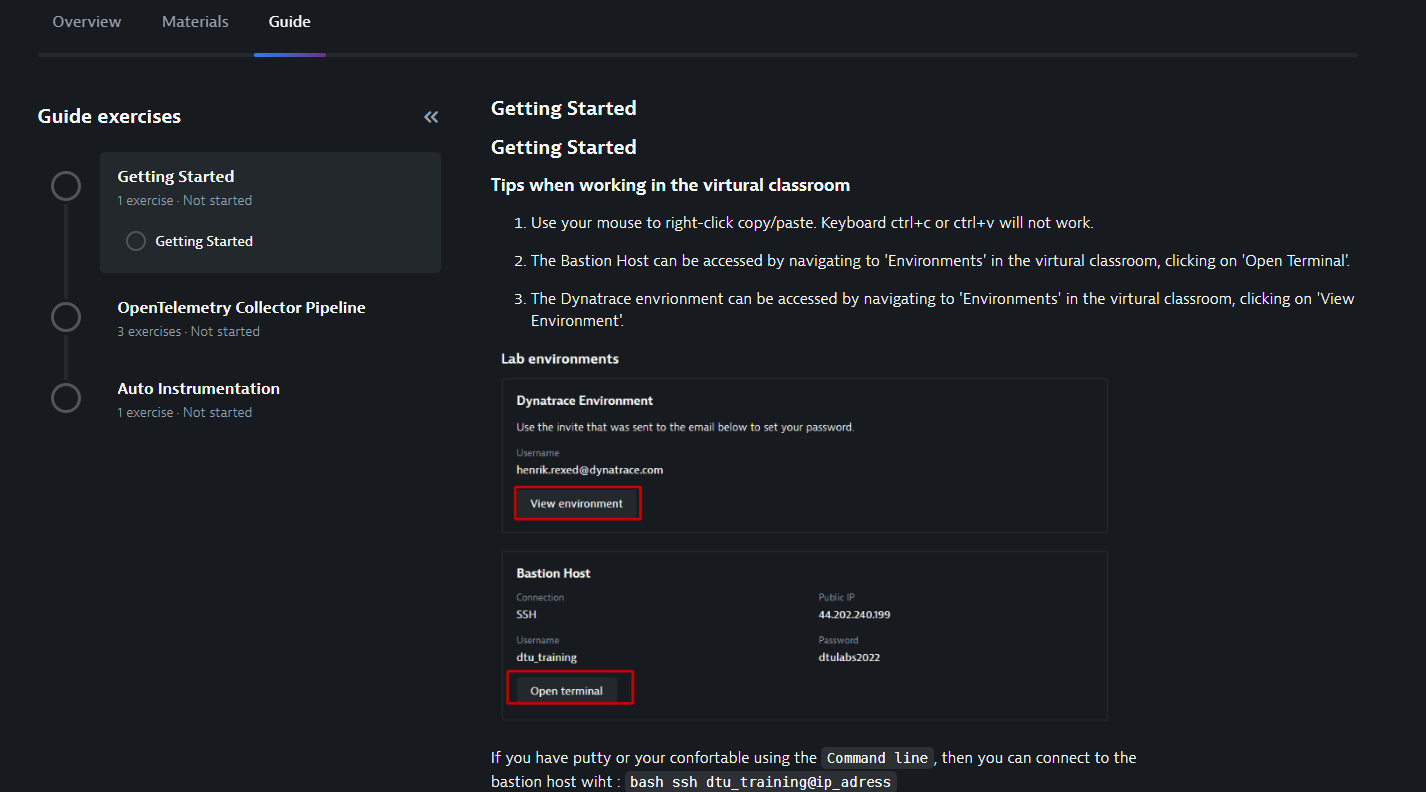 Overview Materials Guide
Guide exercises
Getting Started
1 exercise · Not started
Getting Started
OpenTelemetry Collector Pipeline
3 exercises · Not started
Auto Instrumentation
1 exercise · Not started
Getting Started
Getting Started
Tips when working in the virtural classroom
1. Use your mouse to right-click copy/paste. Keyboard ctrl+c or ctrl+v will not work.
2. The Bastion Host can be accessed by navigating to 'Environments' in the virtural classroom, clicking on 'Open Terminal'.
3. The Dynatrace envrionment can be accessed by navigating to 'Environments' in the virtural classroom, clicking on 'View
Environment'.
Lab environments
Dynatrace Environment
Use the invite that was sent to the email below to set your password.
Username
henrik.rexed@dynatrace.com
View environment
Bastion Host
Connection Public IP
SSH 44.202.240.199
Username Password
dtu_training dtulabs2022
Open terminal
If you have putty or your confortable using the Command line, then you can connect to the
bastion host wiht : bash ssh dtu_training@ip_adress